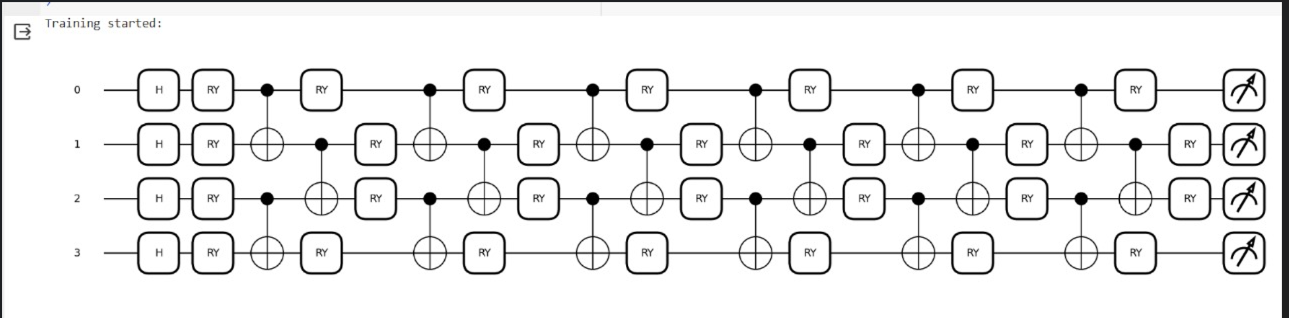 Training started:
0 H RY RY RY RY RY RY RY
1 H RY RY RY RY RY RY RY
2 H RY RY RY RY RY RY RY
3 H RY RY RY RY RY RY RY